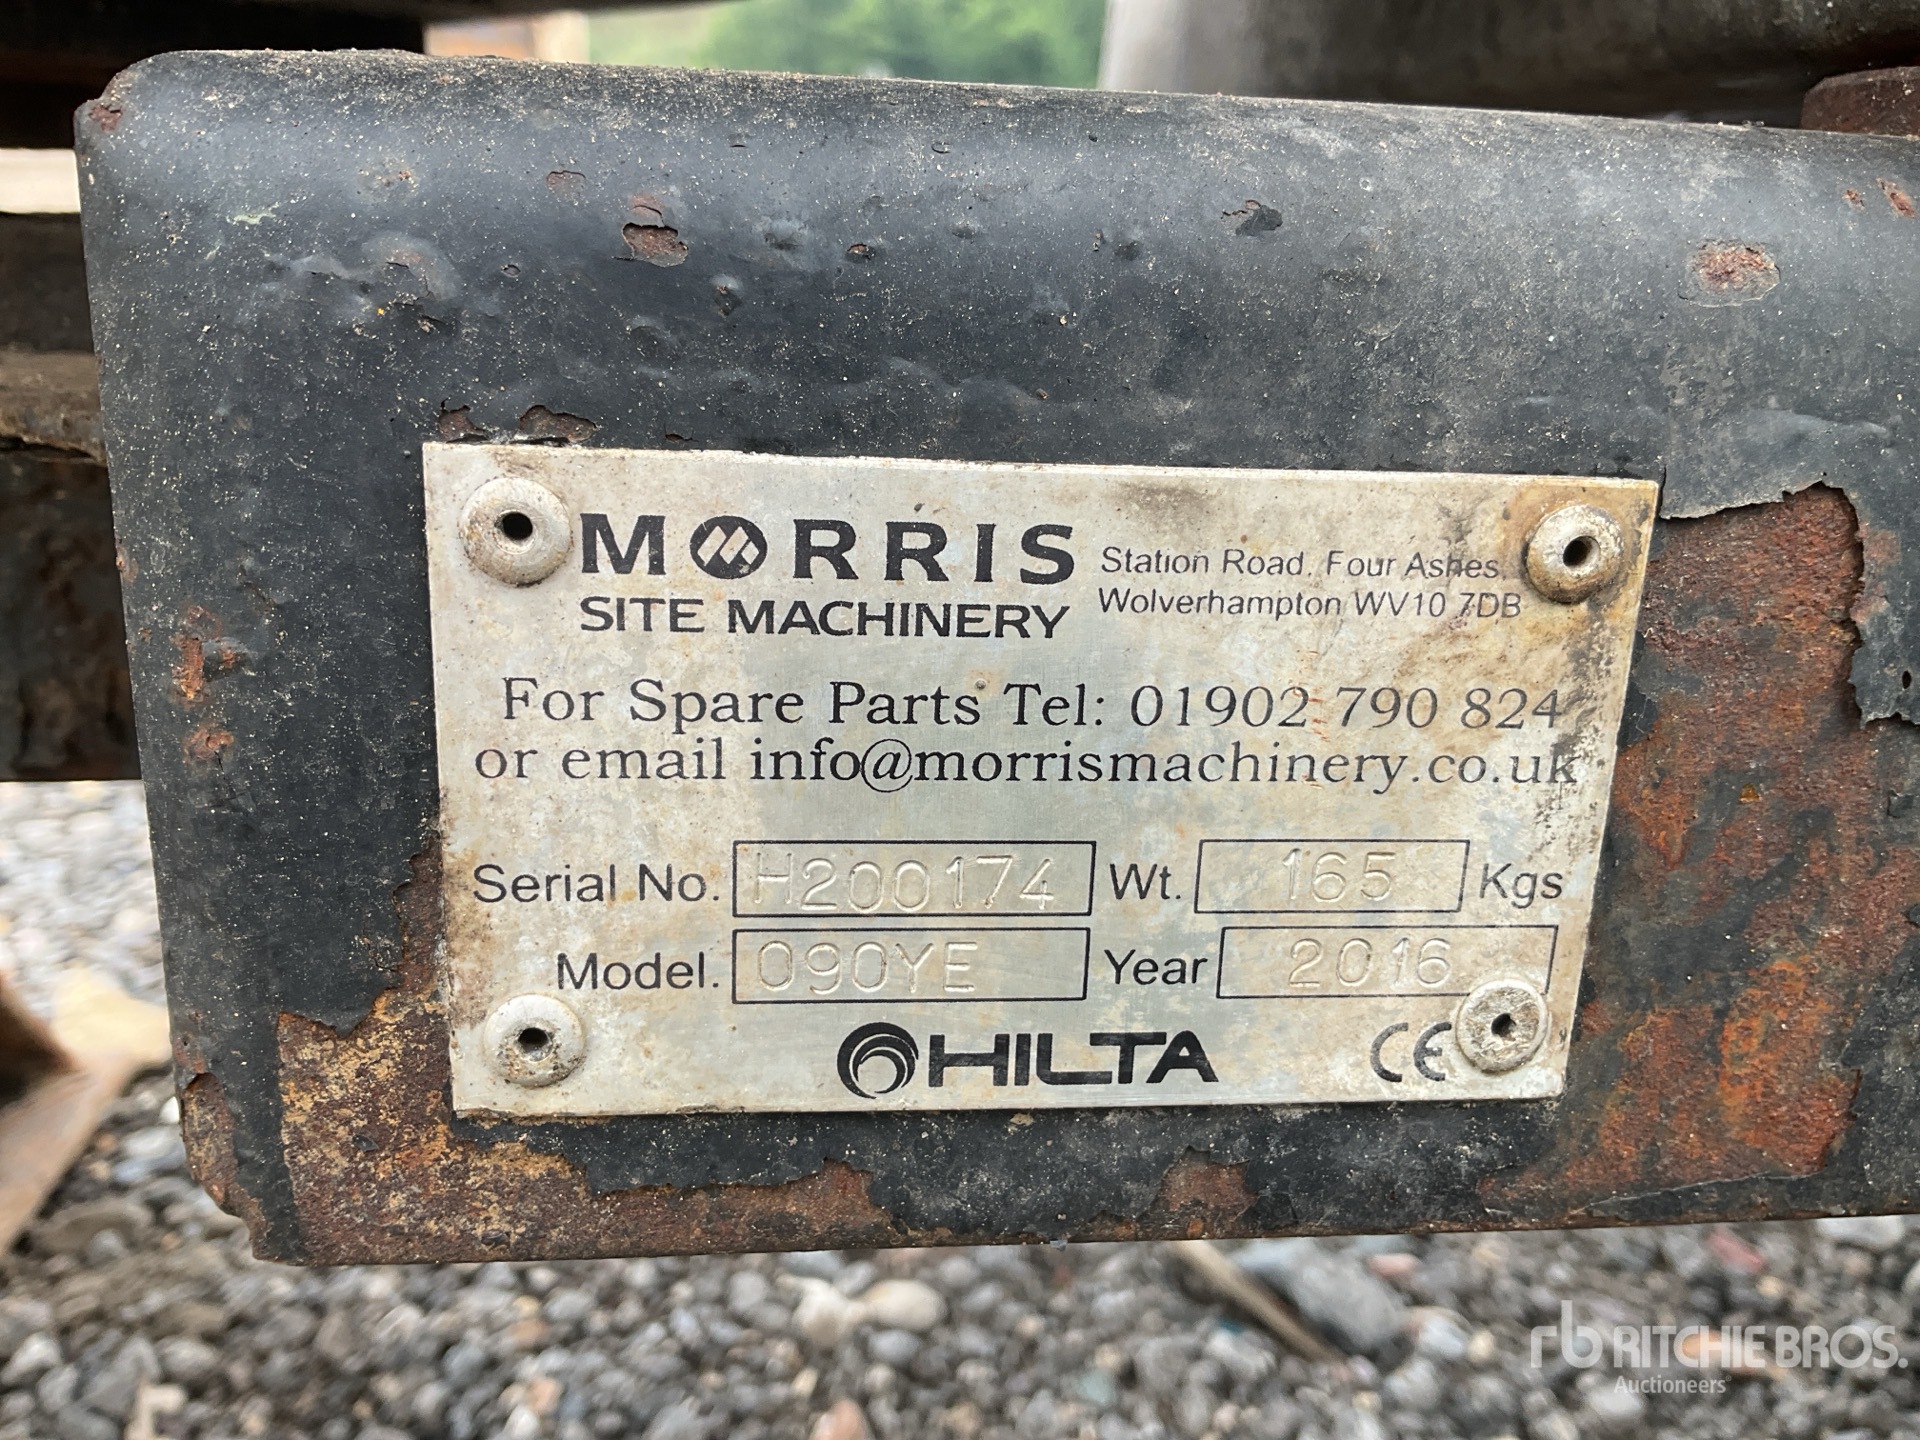 MORRIS
SITE MACHINERY
Station Road, Four Ashes,
Wolverhampton WV10 7DB
For Spare Parts Tel: 01902 790 824
or email info@morrismachinery.co.uk
Serial No. H200174 Wt. 165 Kgs
Model. 090YE Year 2016
HILTA CE
rb RITCHIE BROS.
Auctioneers